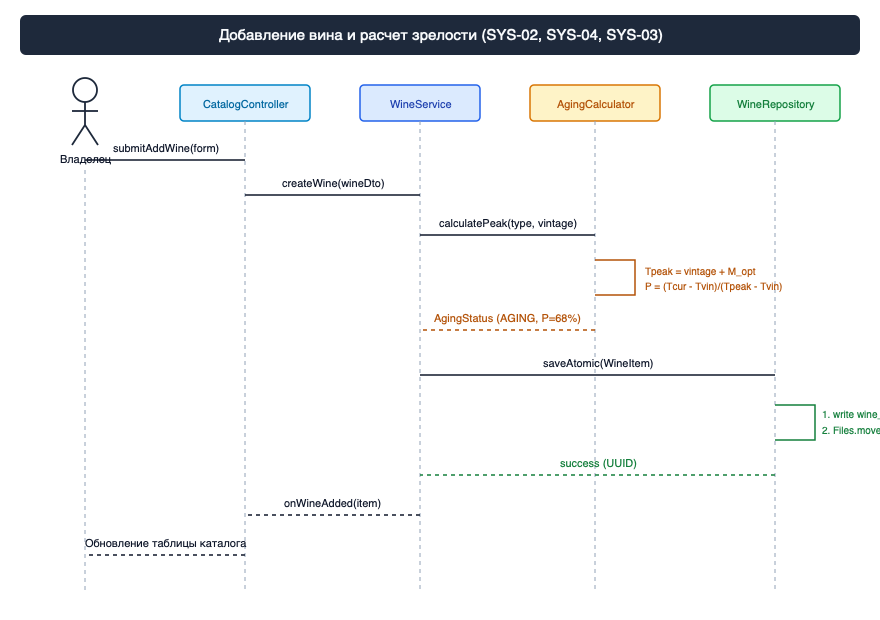 Добавление вина и расчет зрелости (SYS-02, SYS-04, SYS-03)
CatalogController
WineService
AgingCalculator
WineRepository
Владелец
submitAddWine(form)
createWine(wineDto)
calculatePeak(type, vintage)
Tpeak = vintage + M_opt
P = (Tcur - Tvin)/(Tpeak - Tvin)
AgingStatus (AGING, P=68%)
saveAtomic(WineItem)
1. write wine_
2. Files.move
success (UUID)
onWineAdded(item)
Обновление таблицы каталога